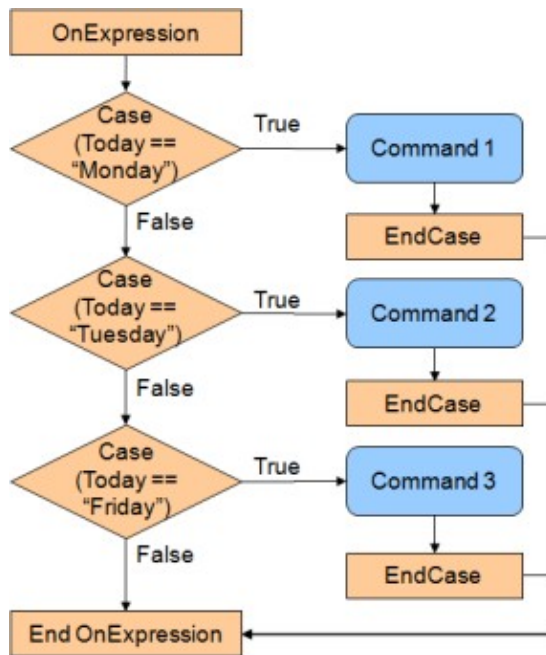 OnExpression
Case
(Today ==
“Monday”)
True
Command 1
False
EndCase
Case
(Today ==
“Tuesday”)
True
Command 2
False
EndCase
Case
(Today ==
“Friday”)
True
Command 3
False
EndCase
End OnExpression